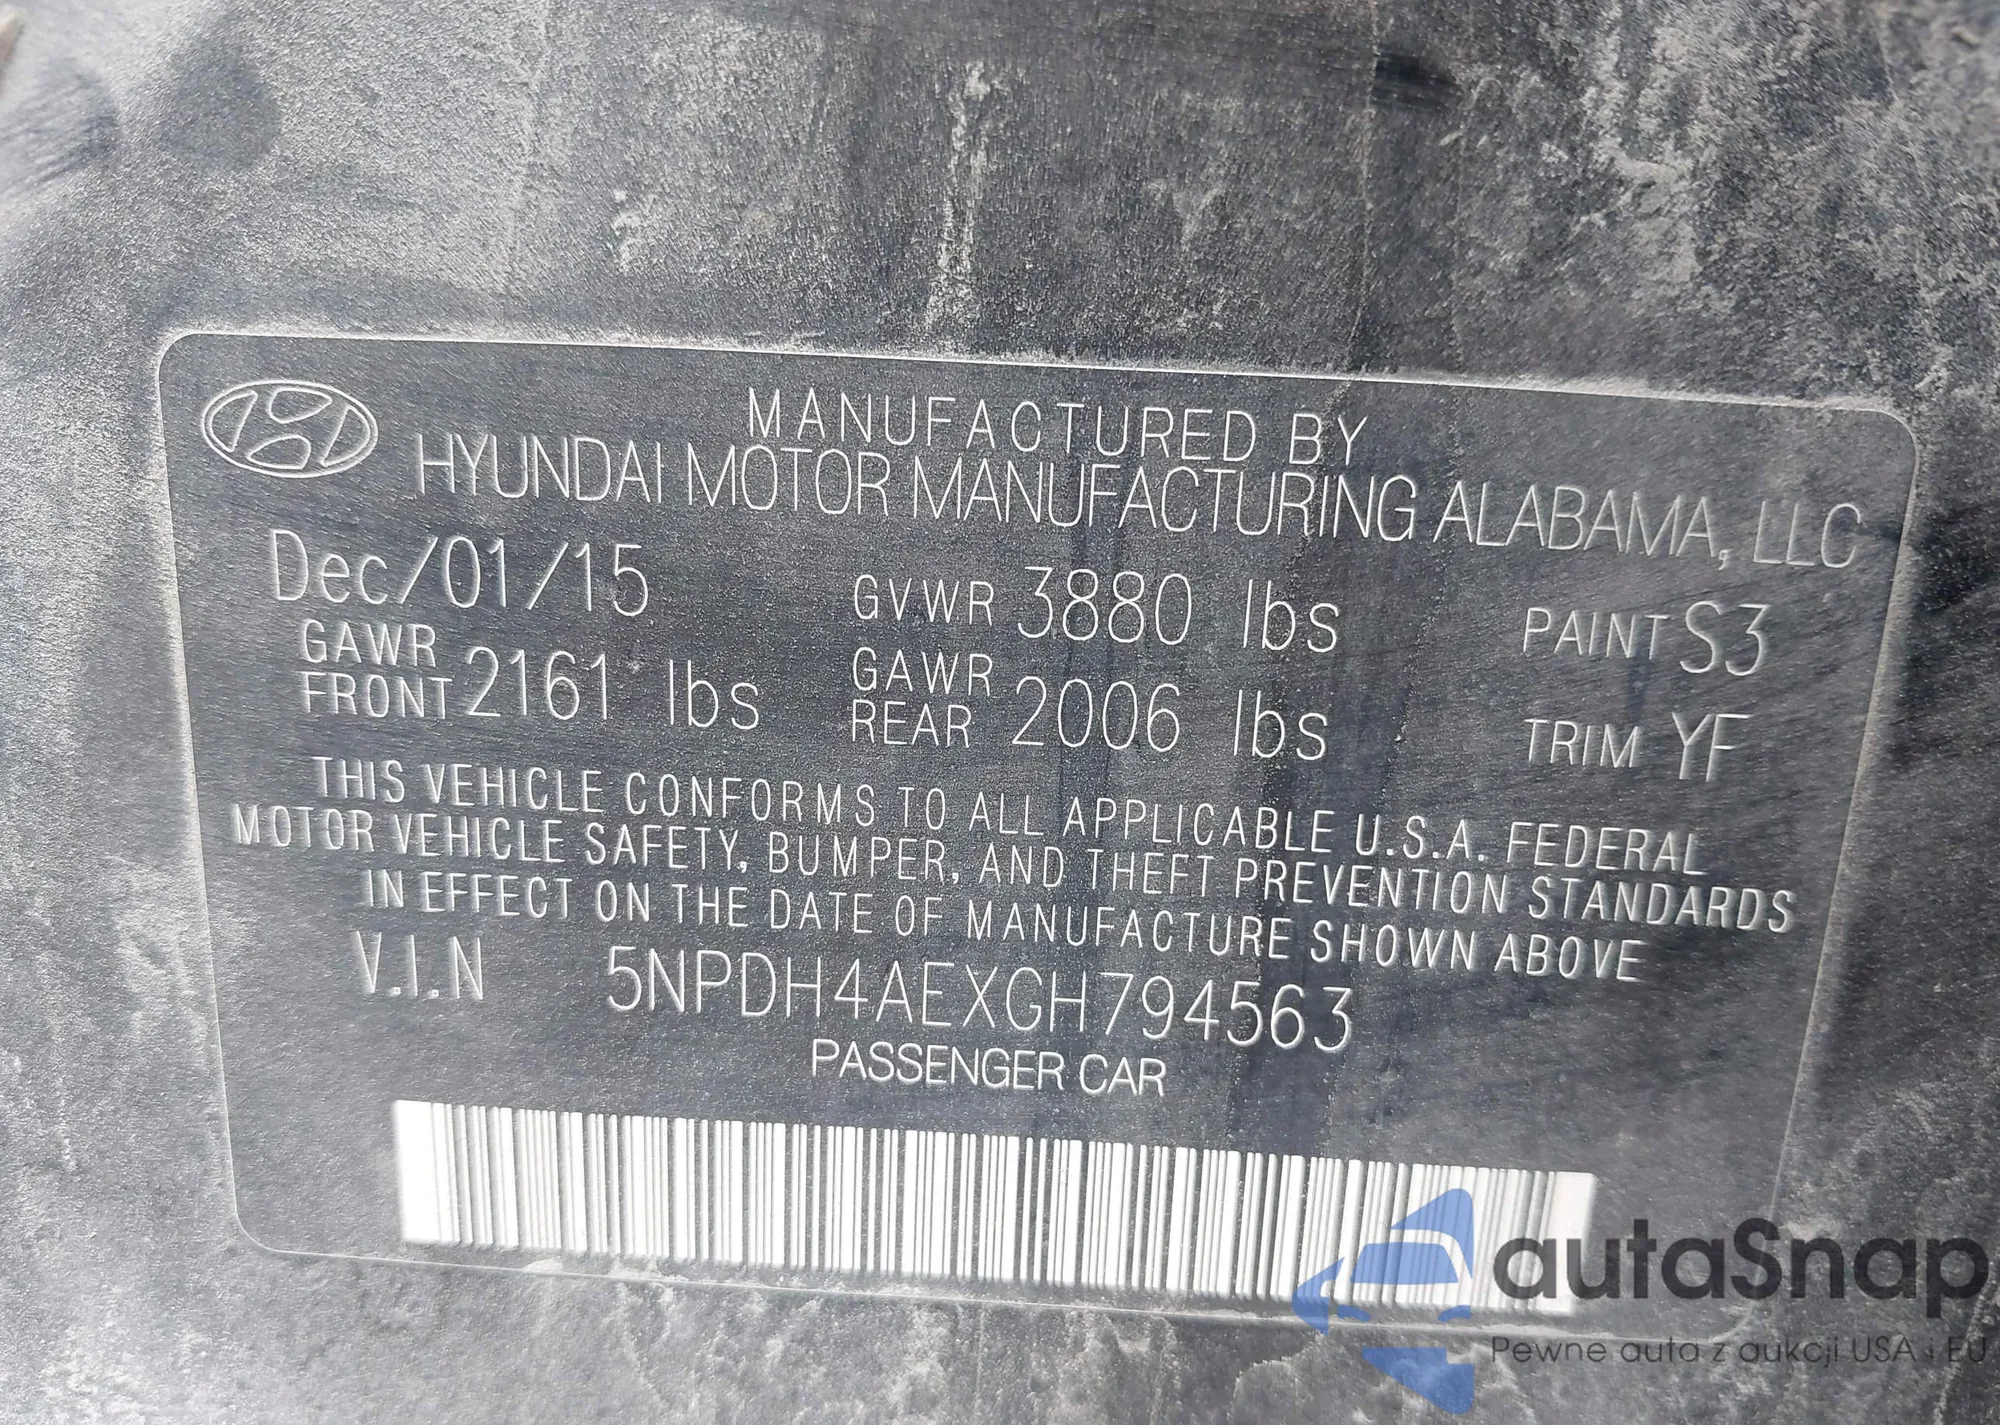 MANUFACTURED BY
HYUNDAI MOTOR MANUFACTURING ALABAMA, LLC
Dec/01/15 GVWR 3880 lbs PAINT S3
GAWR FRONT 2161 lbs GAWR REAR 2006 lbs TRIM YF
THIS VEHICLE CONFORMS TO ALL APPLICABLE U.S.A. FEDERAL
MOTOR VEHICLE SAFETY, BUMPER, AND THEFT PREVENTION STANDARDS
IN EFFECT ON THE DATE OF MANUFACTURE SHOWN ABOVE
V.I.N 5NPDH4AEXGH794563
PASSENGER CAR
autaSnap
Pewne auta z aukcji USA i EU